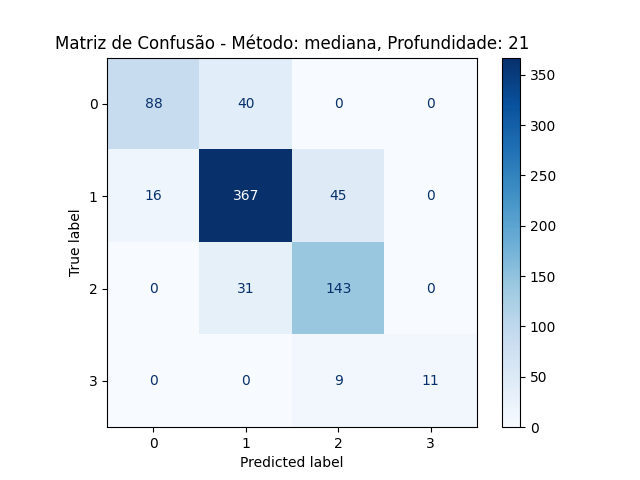 Matriz de Confusão - Método: mediana, Profundidade: 21
0 88 40 0 0
1 16 367 45 0
2 0 31 143 0
3 0 0 9 11
0 1 2 3
Predicted label
True label
350
300
250
200
150
100
50
0